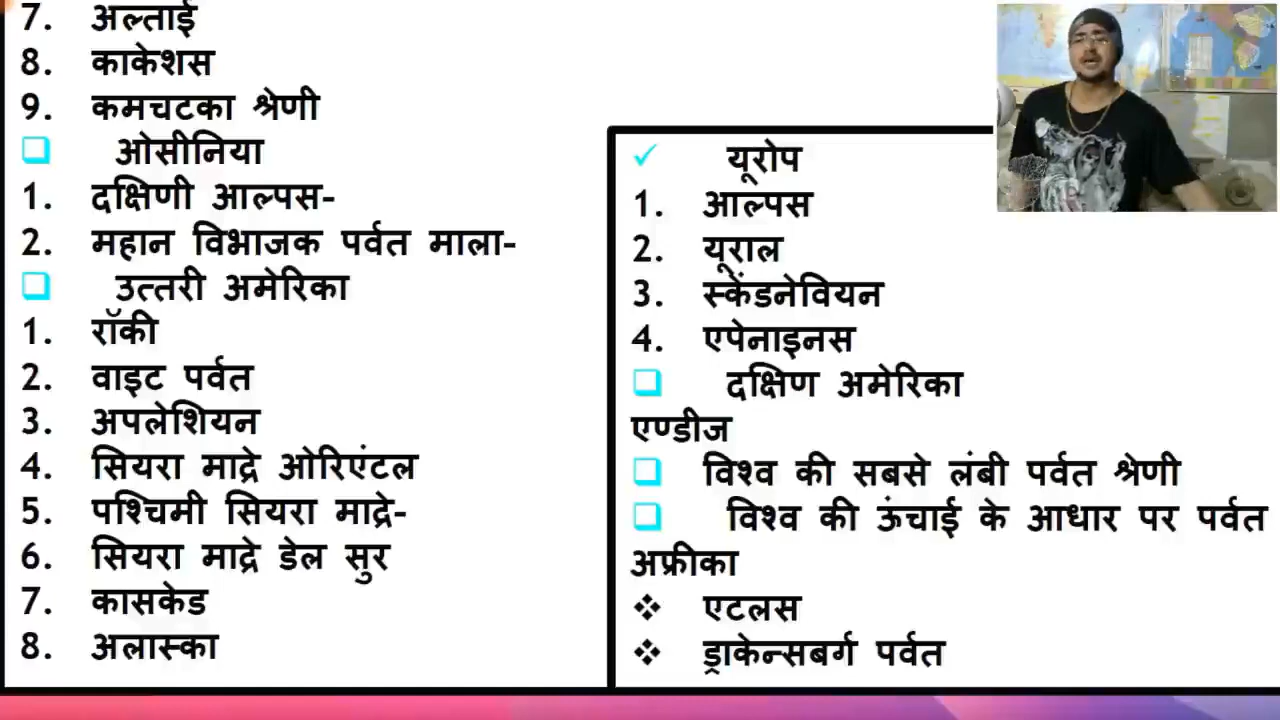 7. अल्ताई
8. काकेशस
9. कमचटका श्रेणी
ओसीनिया
1. दक्षिणी आल्पस-
2. महान विभाजक पर्वत माला-
उत्तरी अमेरिका
1. रॉकी
2. वाइट पर्वत
3. अपलेशियन
4. सियरा माद्रे ओरिएंटल
5. पश्चिमी सियरा माद्रे-
6. सियरा माद्रे डेल सुर
7. कासकेड
8. अलास्का
यूरोप
1. आल्पस
2. यूराल
3. स्केंडनेवियन
4. एपेनाइनस
दक्षिण अमेरिका
एण्डीज
विश्व की सबसे लंबी पर्वत श्रेणी
विश्व की ऊंचाई के आधार पर पर्वत
अफ्रीका
एटलस
ड्राकेन्सबर्ग पर्वत